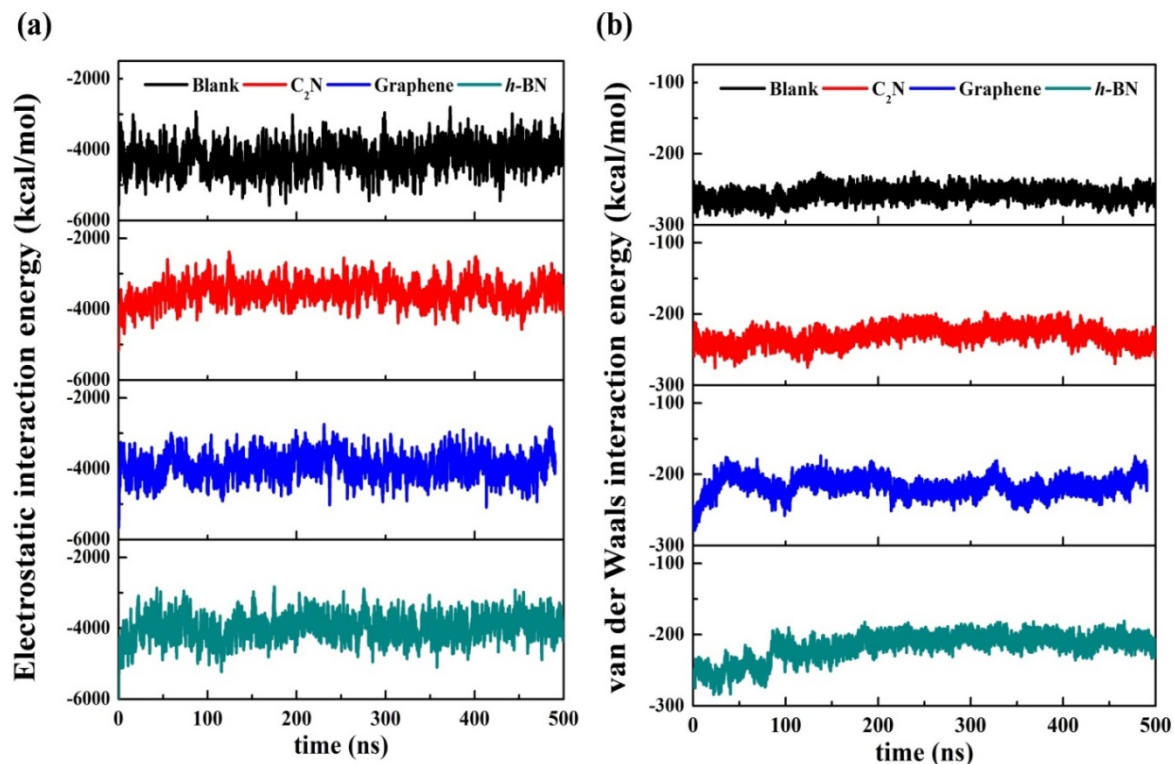 (a)
Electrostatic interaction energy (kcal/mol)
Blank C₂N Graphene h-BN
-2000
-4000
-6000
-2000
-4000
-6000
-2000
-4000
-6000
-2000
-4000
-6000
0 100 200 300 400 500
time (ns)
(b)
van der Waals interaction energy (kcal/mol)
Blank C₂N Graphene h-BN
-75
-150
-225
-300
-100
-200
-300
-100
-200
-300
-100
-200
-300
0 100 200 300 400 500
time (ns)